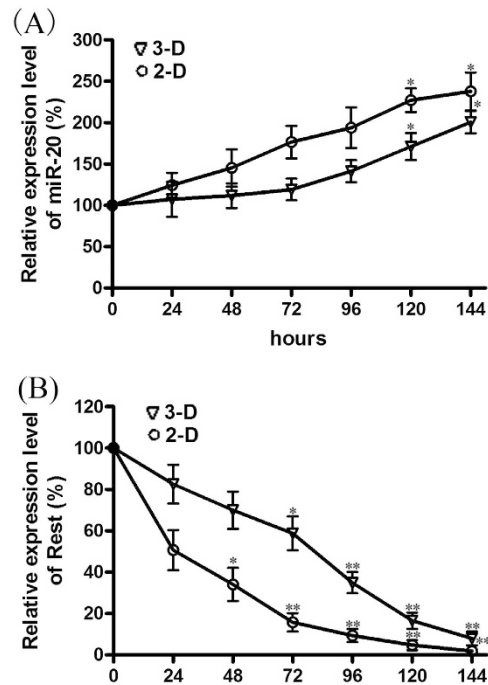 (A)
Relative expression level
of miR-20 (%)
300
250
200
150
100
50
0
3-D
2-D
*
*
*
*
0 24 48 72 96 120 144
hours
(B)
Relative expression level
of Rest (%)
120
100
80
60
40
20
0
3-D
2-D
*
*
**
**
**
**
**
**
**
0 24 48 72 96 120 144